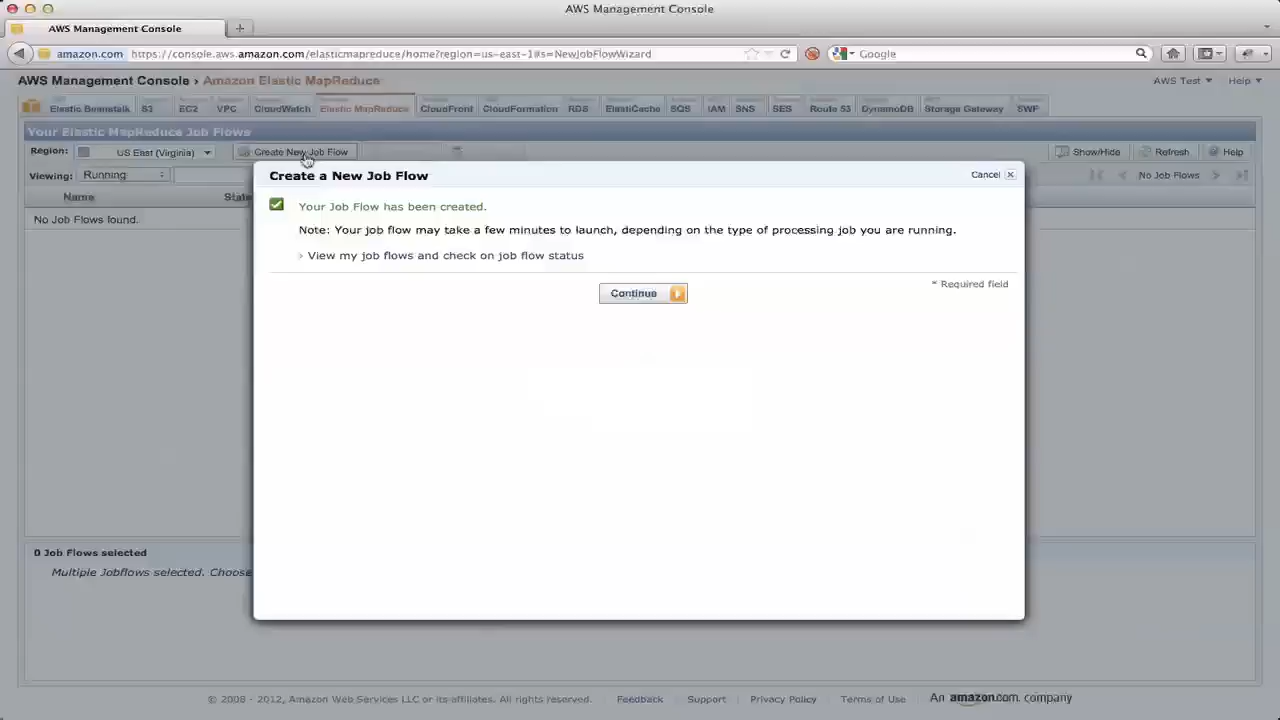 AWS Management Console
AWS Management Console
amazon.com https://console.aws.amazon.com/elasticmapreduce/home?region=us-east-1#s=NewJobFlowWizard
Google
AWS Management Console › Amazon Elastic MapReduce
AWS Test Help
Elastic Beanstalk S3 EC2 VPC CloudWatch Elastic MapReduce CloudFront CloudFormation RDS ElastiCache SQS IAM SNS SES Route 53 DynamoDB Storage Gateway SWF
Your Elastic MapReduce Job Flows
Region: US East (Virginia) Create New Job Flow Show/Hide Refresh Help
Viewing: Running No Job Flows
Name State
No Job Flows found.
Create a New Job Flow Cancel
Your Job Flow has been created.
Note: Your job flow may take a few minutes to launch, depending on the type of processing job you are running.
› View my job flows and check on job flow status
Continue
* Required field
0 Job Flows selected
Multiple Jobflows selected. Choose
© 2008 - 2012, Amazon Web Services LLC or its affiliates. All rights reserved. Feedback Support Privacy Policy Terms of Use An amazon.com company